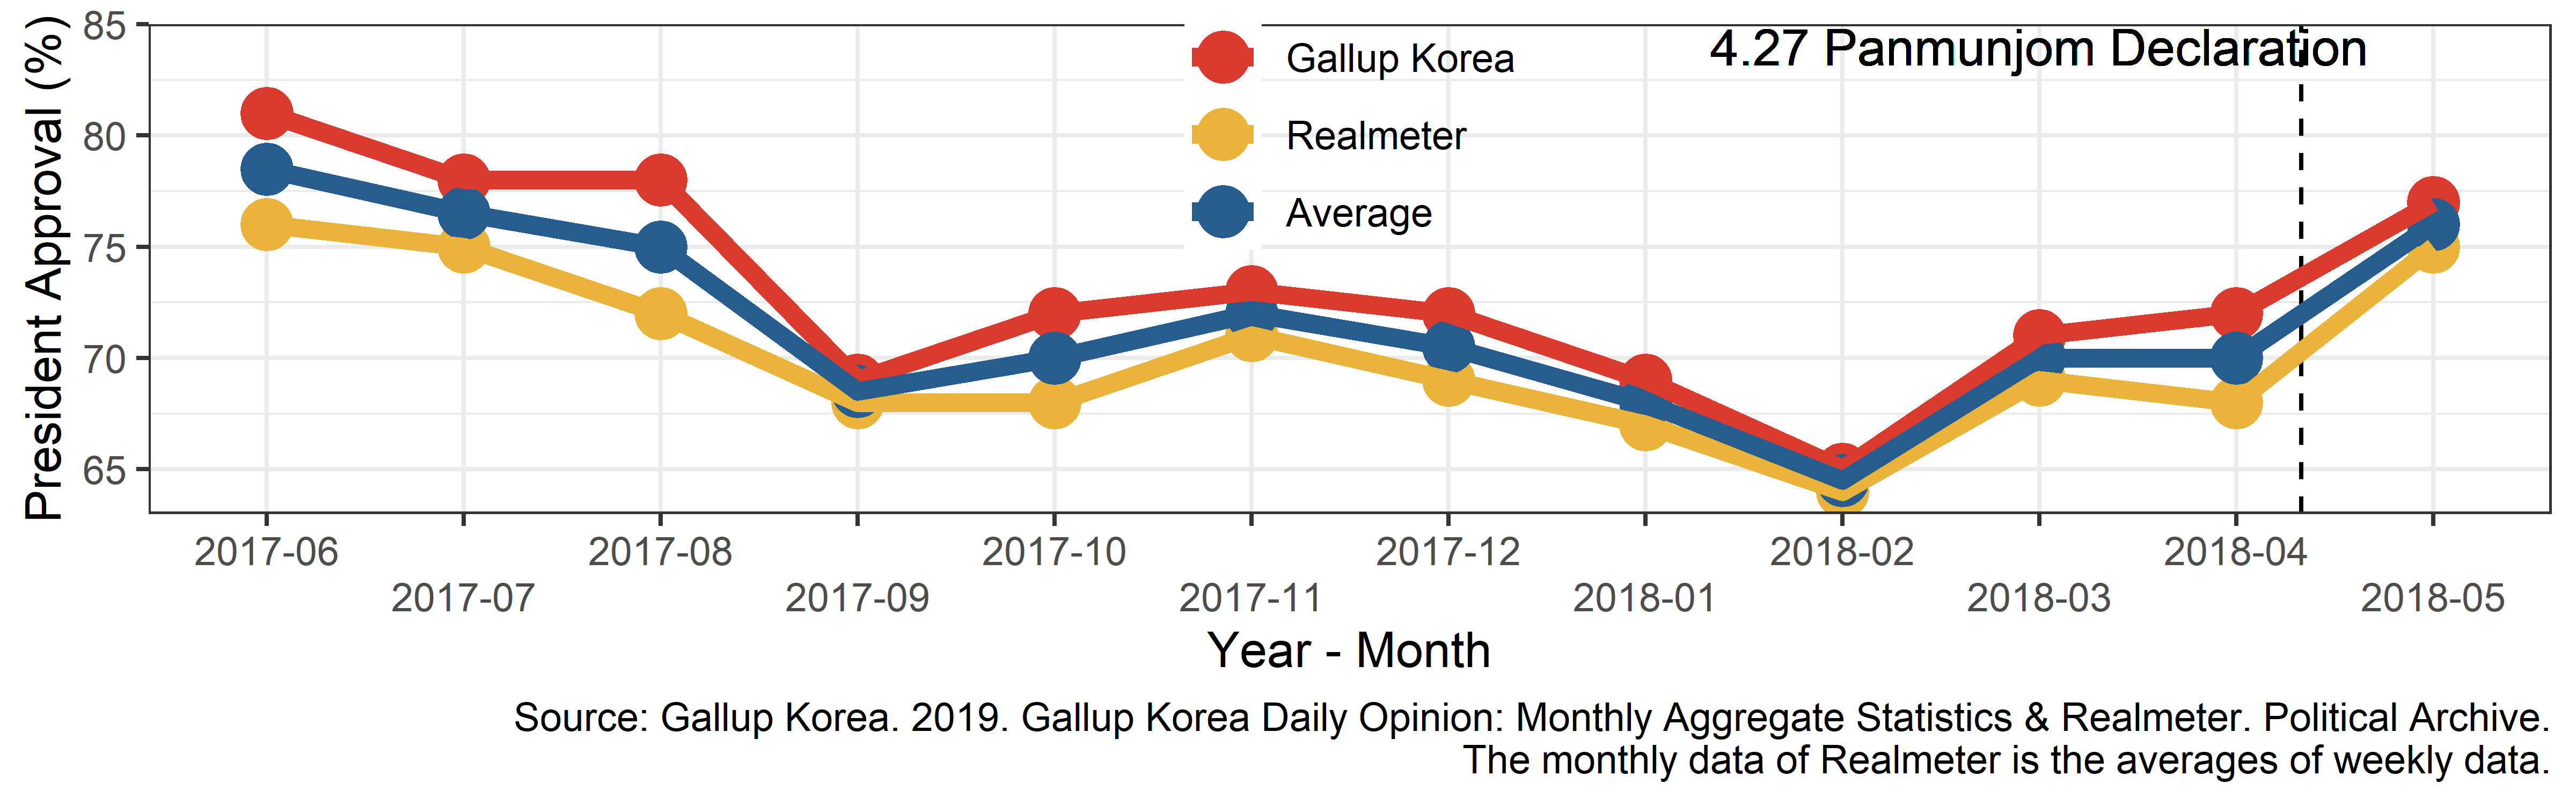 President Approval (%)
85
80
75
70
65
Gallup Korea
Realmeter
Average
4.27 Panmunjom Declaration
2017-06
2017-07
2017-08
2017-09
2017-10
2017-11
2017-12
2018-01
2018-02
2018-03
2018-04
2018-05
Year - Month
Source: Gallup Korea. 2019. Gallup Korea Daily Opinion: Monthly Aggregate Statistics & Realmeter. Political Archive.
The monthly data of Realmeter is the averages of weekly data.